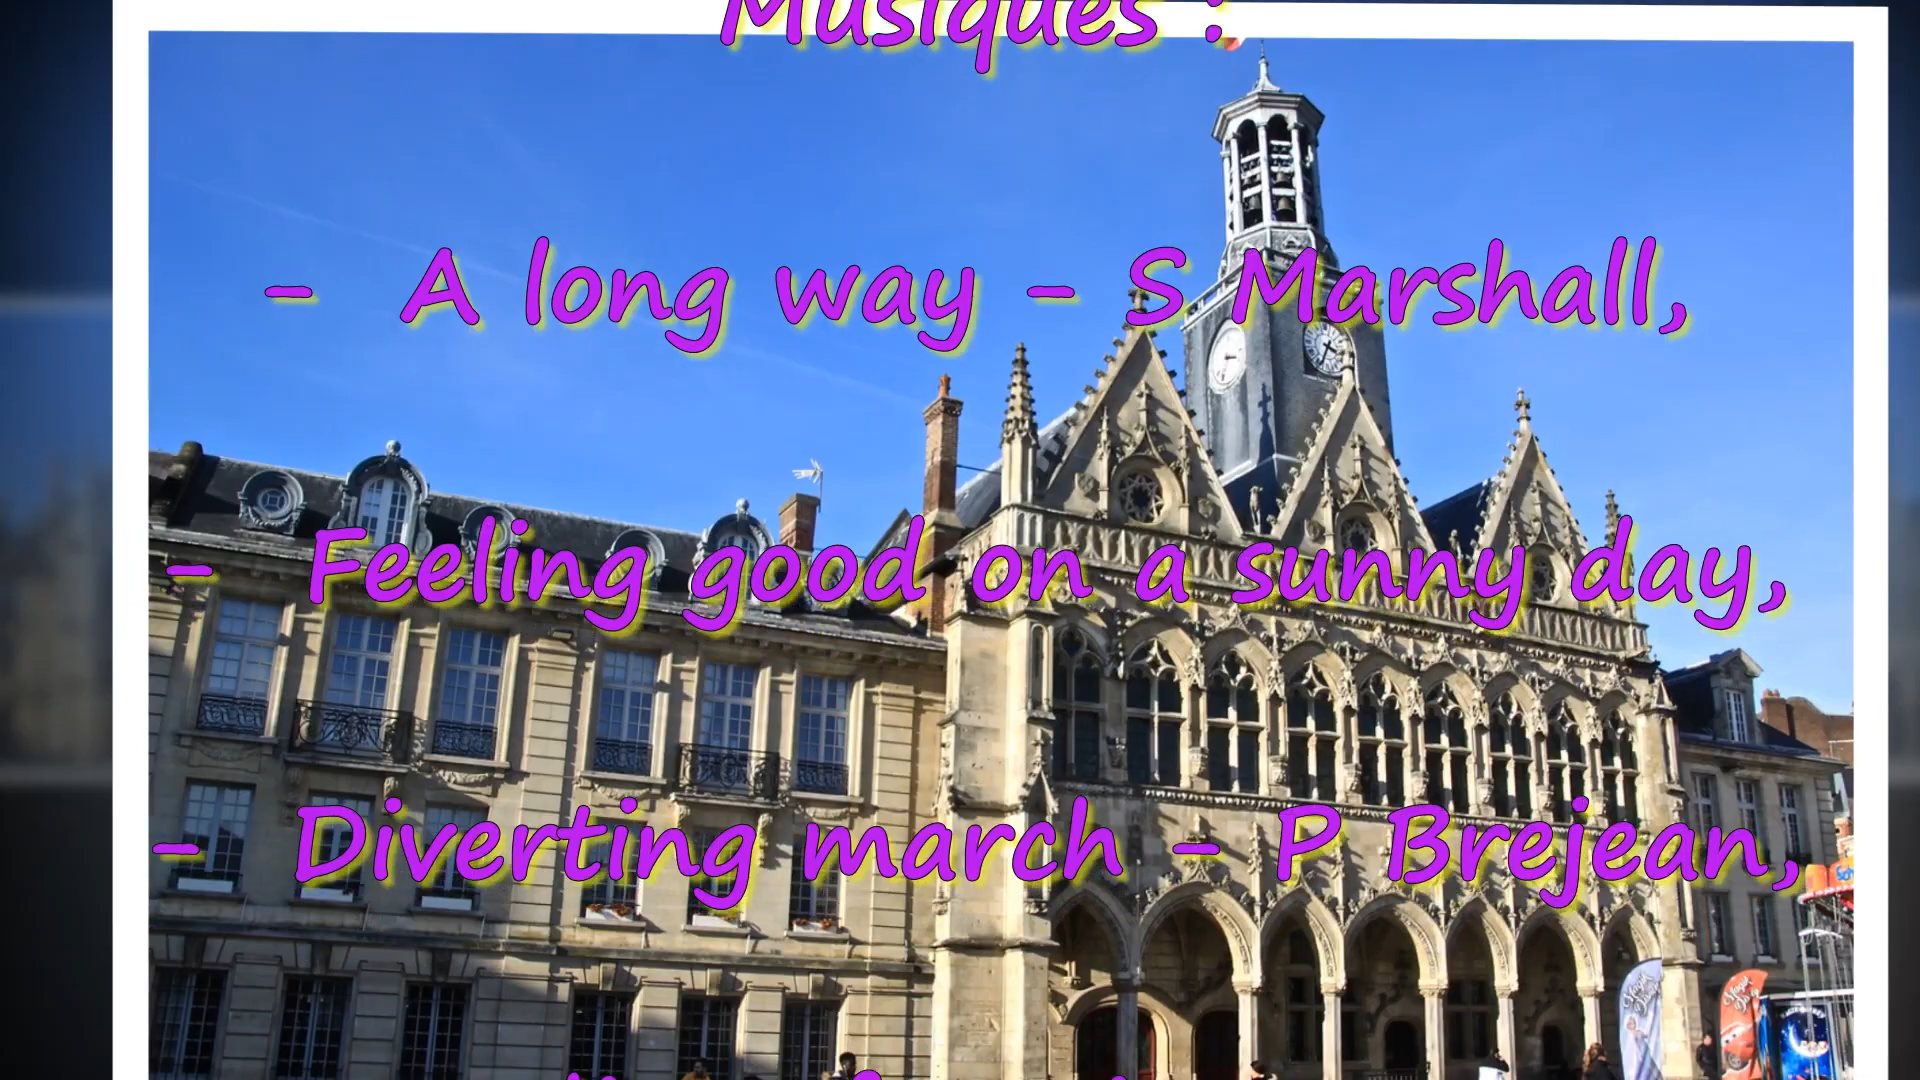 Musiques :
- A long way - S Marshall,
- Feeling good on a sunny day,
- Diverting march - P Brejean,